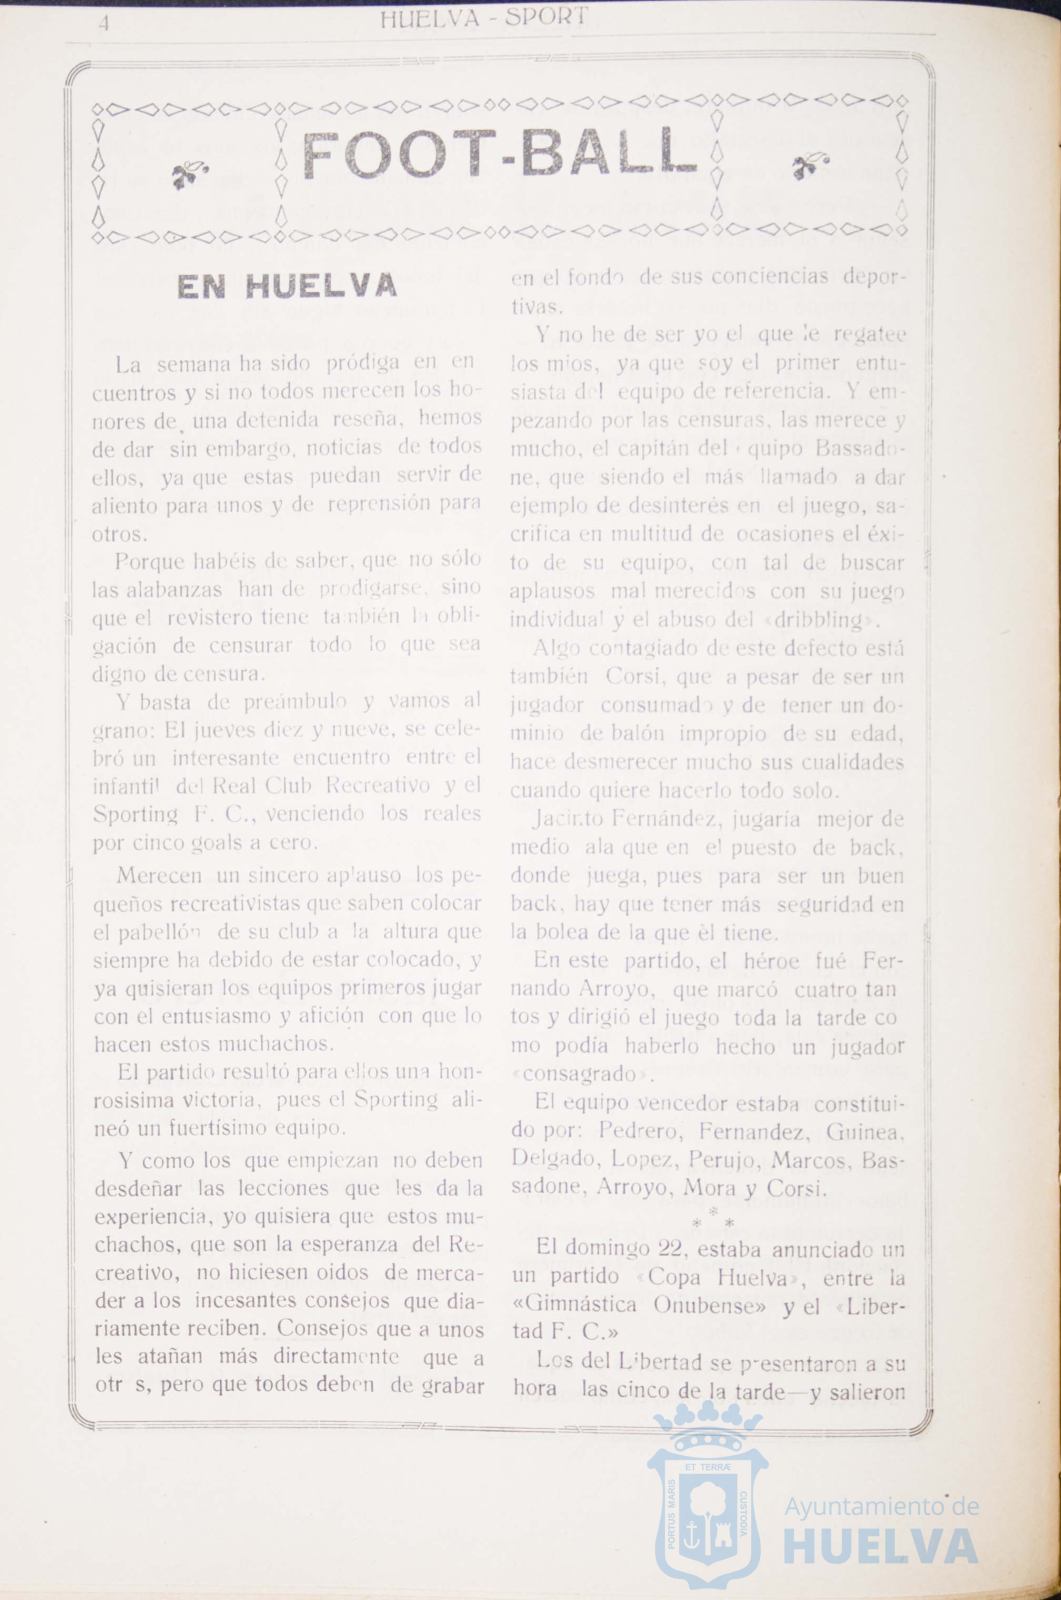 4
HUELVA - SPORT
FOOT-BALL
EN HUELVA
La semana ha sido pródiga en en
cuentros y si no todos merecen los ho-
nores de, una detenida reseña, hemos
de dar sin embargo, noticias de todos
ellos, ya que estas puedan servir de
aliento para unos y de reprensión para
otros.
Porque habéis de saber, que no sólo
las alabanzas han de prodigarse, sino
que el revistero tiene también la obli-
gación de censurar todo lo que sea
digno de censura.
Y basta de preámbulo y vamos al
grano: El jueves diez y nueve, se cele-
bró un interesante encuentro entre el
infantil del Real Club Recreativo y el
Sporting F. C., venciendo los reales
por cinco goals a cero.
Merecen un sincero aplauso los pe-
queños recreativistas que saben colocar
el pabellón de su club a la altura que
siempre ha debido de estar colocado, y
ya quisieran los equipos primeros jugar
con el entusiasmo y afición con que lo
hacen estos muchachos.
El partido resultó para ellos una hon-
rosisima victoria, pues el Sporting ali-
neó un fuertísimo equipo.
Y como los que empiezan no deben
desdeñar las lecciones que les da la
experiencia, yo quisiera que estos mu-
chachos, que son la esperanza del Re-
creativo, no hiciesen oidos de merca-
der a los incesantes consejos que dia-
riamente reciben. Consejos que a unos
les atañan más directamente que a
otr s, pero que todos deben de grabar
en el fondo de sus conciencias depor-
tivas.
Y no he de ser yo el que le regatee
los mios, ya que soy el primer entu-
siasta del equipo de referencia. Y em-
pezando por las censuras, las merece y
mucho, el capitán del quipo Bassado-
ne, que siendo el más llamado a dar
ejemplo de desinterés en el juego, sa-
crifica en multitud de ocasiones el éxi-
to de su equipo, con tal de buscar
aplausos mal merecidos con su juego
individual y el abuso del «dribbling».
Algo contagiado de este defecto está
también Corsi, que a pesar de ser un
jugador consumado y de tener un do-
minio de balón impropio de su edad,
hace desmerecer mucho sus cualidades
cuando quiere hacerlo todo solo.
Jacinto Fernández, jugaría mejor de
medio ala que en el puesto de back,
donde juega, pues para ser un buen
back, hay que tener más seguridad en
la bolea de la que èl tiene.
En este partido, el héroe fué Fer-
nando Arroyo, que marcó cuatro tan
tos y dirigió el juego toda la tarde co
mo podía haberlo hecho un jugador
«consagrado».
El equipo vencedor estaba constitui-
do por: Pedrero, Fernandez, Guinea,
Delgado, Lopez, Perujo, Marcos, Bas-
sadone, Arroyo, Mora y Corsi.
* * *
El domingo 22, estaba anunciado un
un partido «Copa Huelva», entre la
«Gimnástica Onubense» y el «Liber-
tad F. C.»
Los del Libertad se presentaron a su
hora las cinco de la tarde—y salieron
PORTUS MARIS
ET TERRÆ
CUSTODIA
Ayuntamiento de
HUELVA